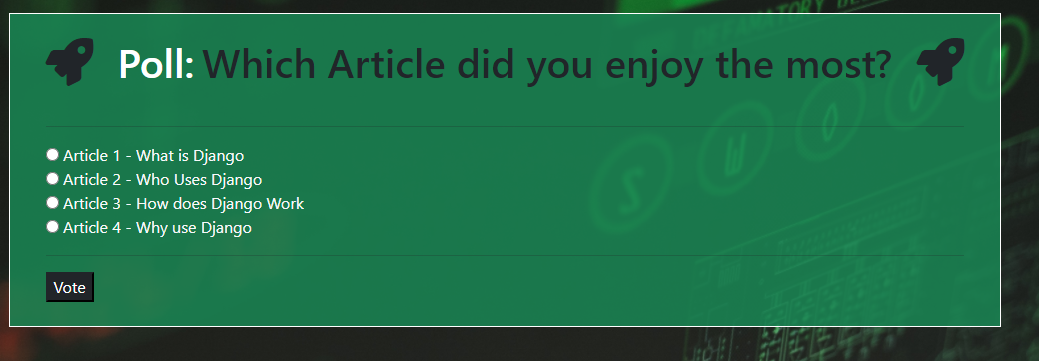 Poll: Which Article did you enjoy the most?
Article 1 - What is Django
Article 2 - Who Uses Django
Article 3 - How does Django Work
Article 4 - Why use Django
Vote